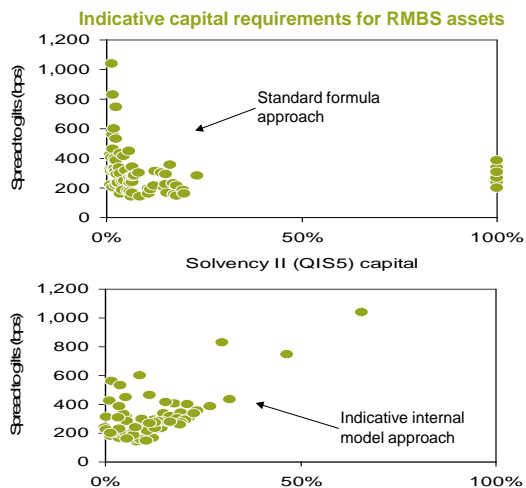 Indicative capital requirements for RMBS assets
1,200
1,000
800
600
400
200
0
Spread to gilts (bps)
Standard formula
approach
0%
50%
100%
Solvency II (QIS5) capital
1,200
1,000
800
600
400
200
0
Spread to gilts (bps)
Indicative internal
model approach
0%
50%
100%